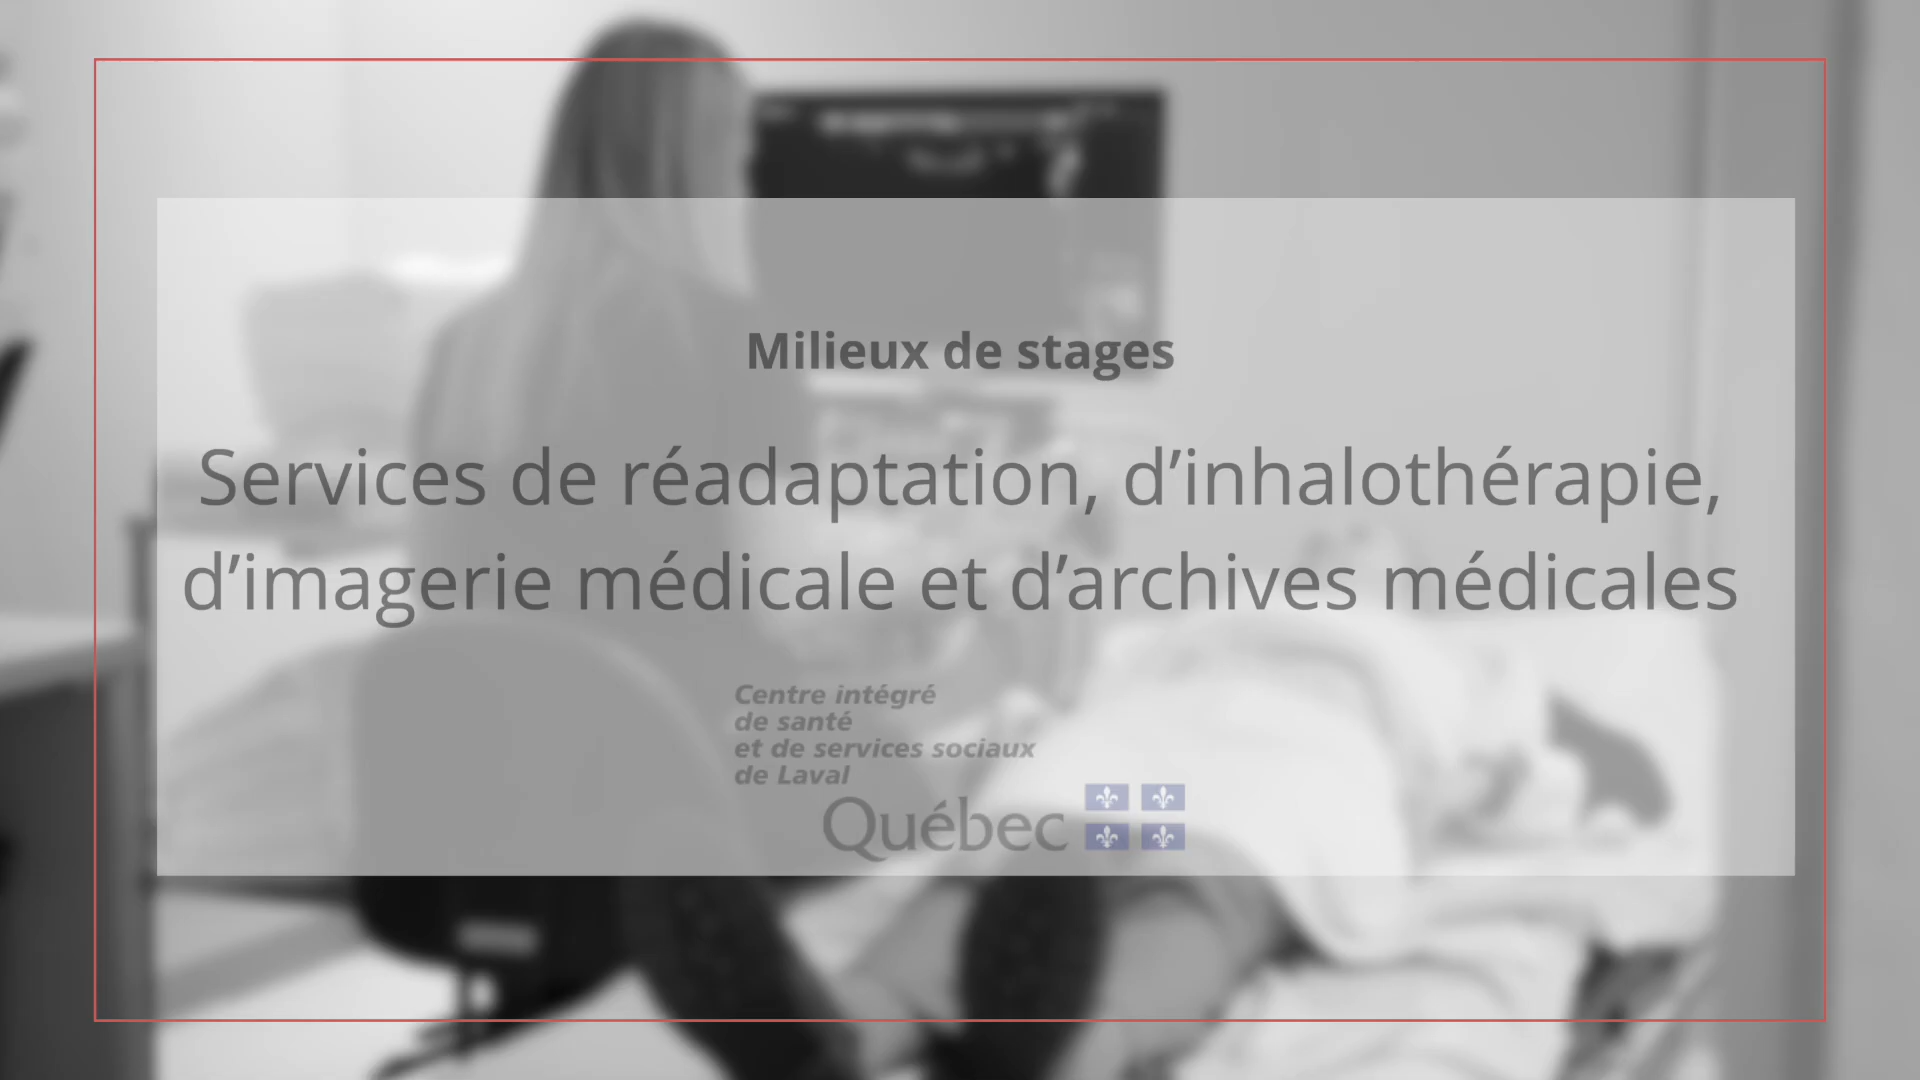 Milieux de stages
Services de réadaptation, d’inhalothérapie,
d’imagerie médicale et d’archives médicales
Centre intégré
de santé
et de services sociaux
de Laval
Québec